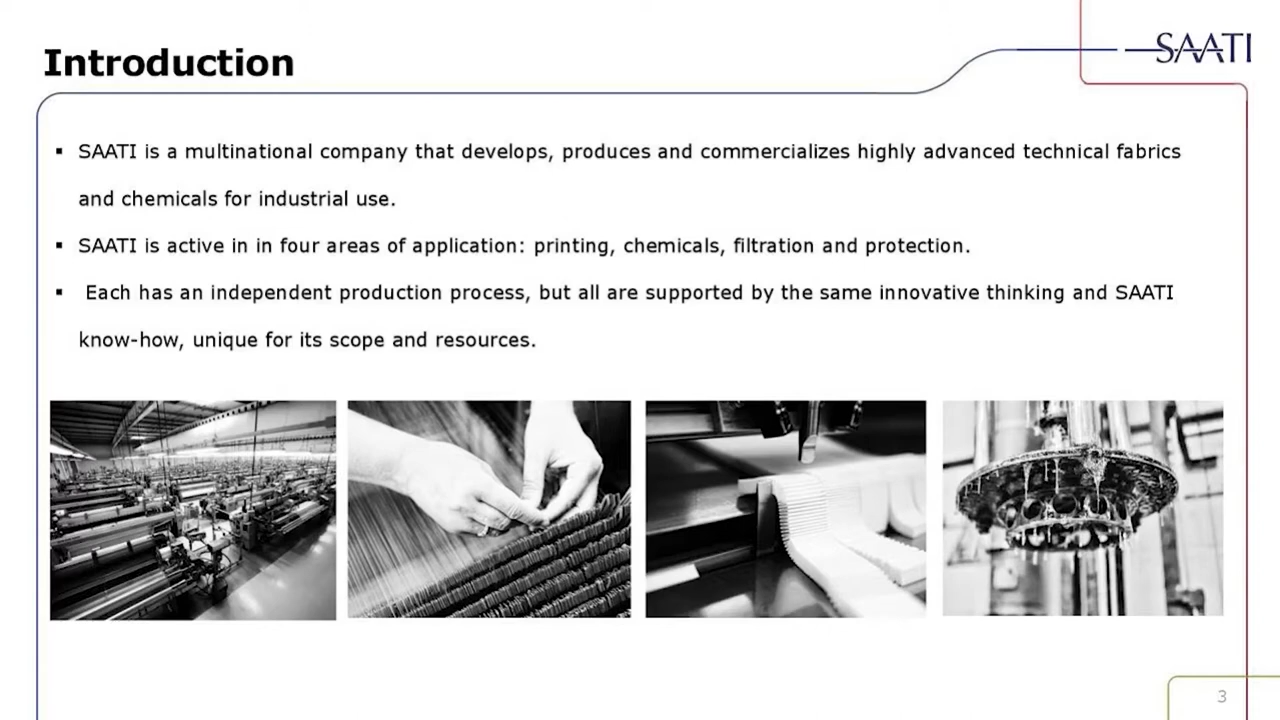 Introduction
SAATI
▪ SAATI is a multinational company that develops, produces and commercializes highly advanced technical fabrics
and chemicals for industrial use.
▪ SAATI is active in in four areas of application: printing, chemicals, filtration and protection.
▪ Each has an independent production process, but all are supported by the same innovative thinking and SAATI
know-how, unique for its scope and resources.
3